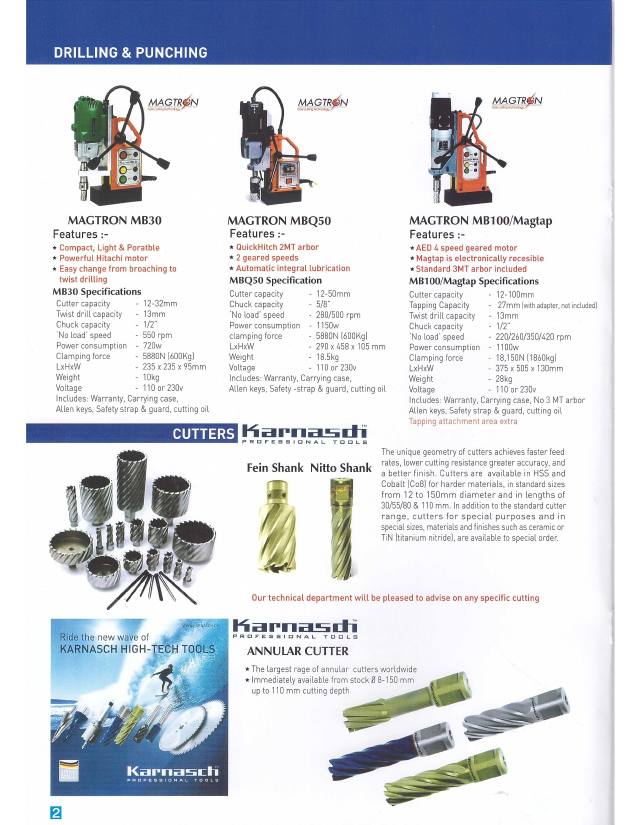 DRILLING & PUNCHING
MAGTRON
MAGTRON
MAGTRON
MAGTRON MB30
Features :-
★ Compact, Light & Poratble
★ Powerful Hitachi motor
★ Easy change from broaching to
twist drilling
MB30 Specifications
Cutter capacity - 12-32mm
Twist drill capacity - 13mm
Chuck capacity - 1/2"
'No load' speed - 550 rpm
Power consumption - 720w
Clamping force - 5880N (600Kg)
LxHxW - 235 x 235 x 95mm
Weight - 10kg
Voltage - 110 or 230v
Includes: Warranty, Carrying case,
Allen keys, Safety strap & guard, cutting oil
MAGTRON MBQ50
Features :-
★ QuickHitch 2MT arbor
★ 2 geared speeds
★ Automatic integral lubrication
MBQ50 Specification
Cutter capacity - 12-50mm
Chuck capacity - 5/8"
'No load' speed - 280/500 rpm
Power consumption - 1150w
clamping force - 5880N (600Kg)
LxHxW - 290 x 458 x 105 mm
Weight - 18.5kg
Voltage - 110 or 230v
Includes: Warranty, Carrying case,
Allen keys, Safety -strap & guard, cutting oil
MAGTRON MB100/Magtap
Features :-
★ AED 4 speed geared motor
★ Magtap is electronically recesible
★ Standard 3MT arbor included
MB100/Magtap Specifications
Cutter capacity - 12-100mm
Tapping Capacity - 27mm (with adapter, not included)
Twist drill capacity - 13mm
Chuck capacity - 1/2"
'No load' speed - 220/260/350/420 rpm
Power consumption - 1100w
Clamping force - 18,150N (1860kg)
LxHxW - 375 x 505 x 130mm
Weight - 28kg
Voltage - 110 or 230v
Includes: Warranty, Carrying case, No 3 MT arbor
Allen keys, Safety strap & guard, cutting oil
Tapping attachment area extra
CUTTERS Karnasch
PROFESSIONAL TOOLS
Fein Shank Nitto Shank
The unique geometry of cutters achieves faster feed
rates, lower cutting resistance greater accuracy, and
a better finish. Cutters are available in HSS and
Cobalt (Co8) for harder materials, in standard sizes
from 12 to 150mm diameter and in lengths of
30/55/80 & 110 mm. In addition to the standard cutter
range, cutters for special purposes and in
special sizes, materials and finishes such as ceramic or
TiN (titanium nitride), are available to special order.
Our technical department will be pleased to advise on any specific cutting
Ride the new wave of
KARNASCH HIGH-TECH TOOLS
Karnasch
PROFESSIONAL TOOLS
Karnasch
PROFESSIONAL TOOLS
ANNULAR CUTTER
★ The largest rage of annular cutters worldwide
★ Immediately available from stock Ø 8-150 mm
up to 110 mm cutting depth
2